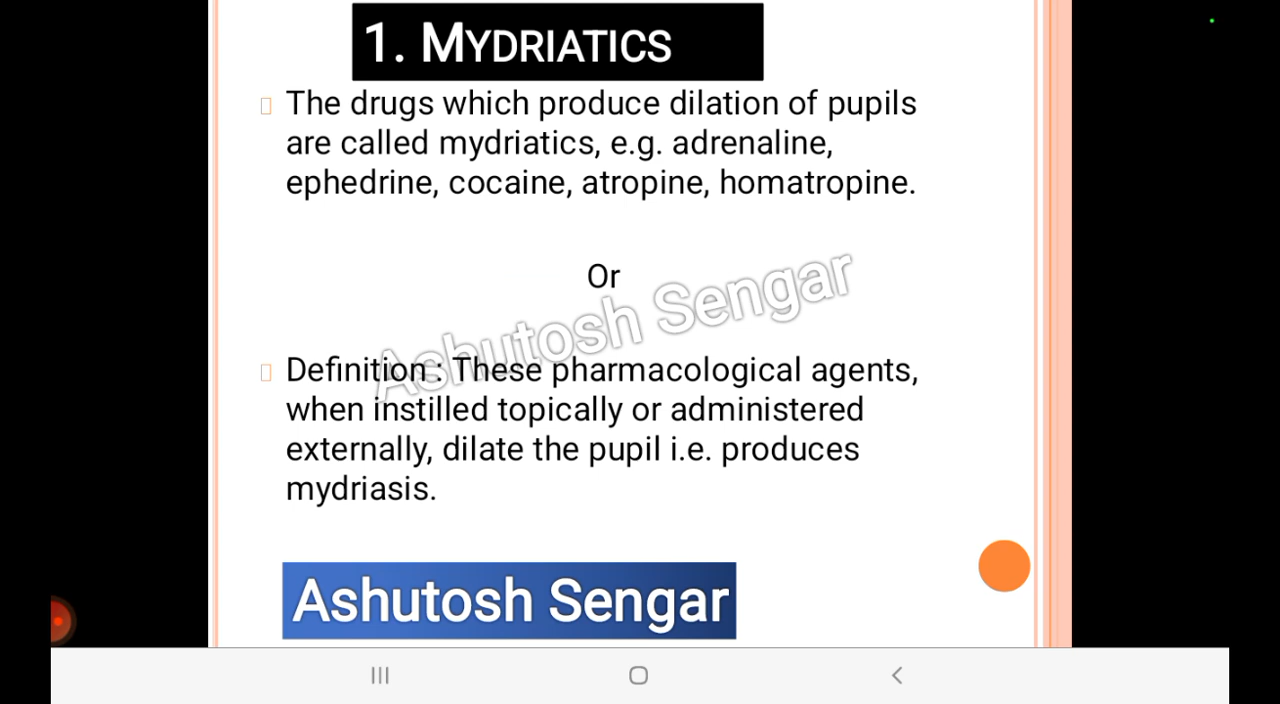 1. MYDRIATICS
The drugs which produce dilation of pupils
are called mydriatics, e.g. adrenaline,
ephedrine, cocaine, atropine, homatropine.
Or
Ashutosh Sengar
Definition : These pharmacological agents,
when instilled topically or administered
externally, dilate the pupil i.e. produces
mydriasis.
Ashutosh Sengar